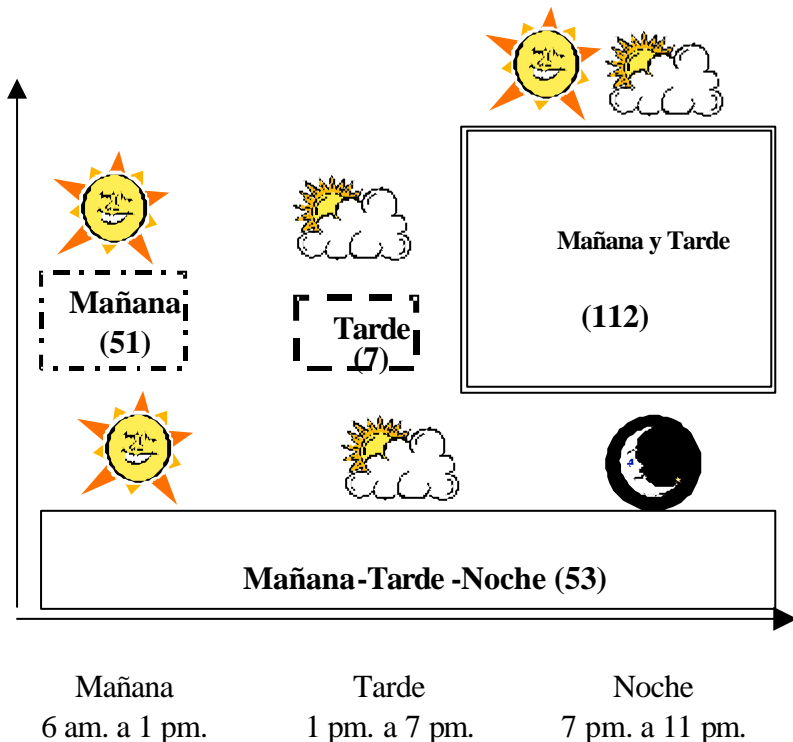 Mañana y Tarde
(112)
Mañana
(51)
Tarde
(7)
Mañana-Tarde -Noche (53)
Mañana Tarde Noche
6 am. a 1 pm. 1 pm. a 7 pm. 7 pm. a 11 pm.